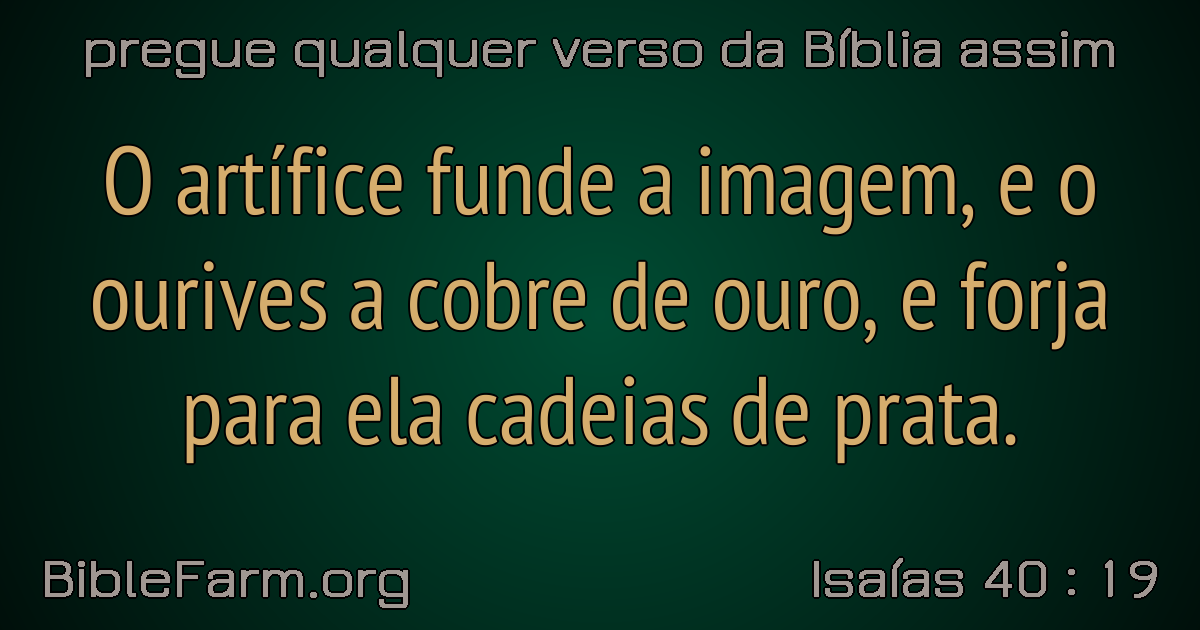 pregue qualquer verso da Bíblia assim
O artífice funde a imagem, e o
ourives a cobre de ouro, e forja
para ela cadeias de prata.
BibleFarm.org
Isaías 40 : 19